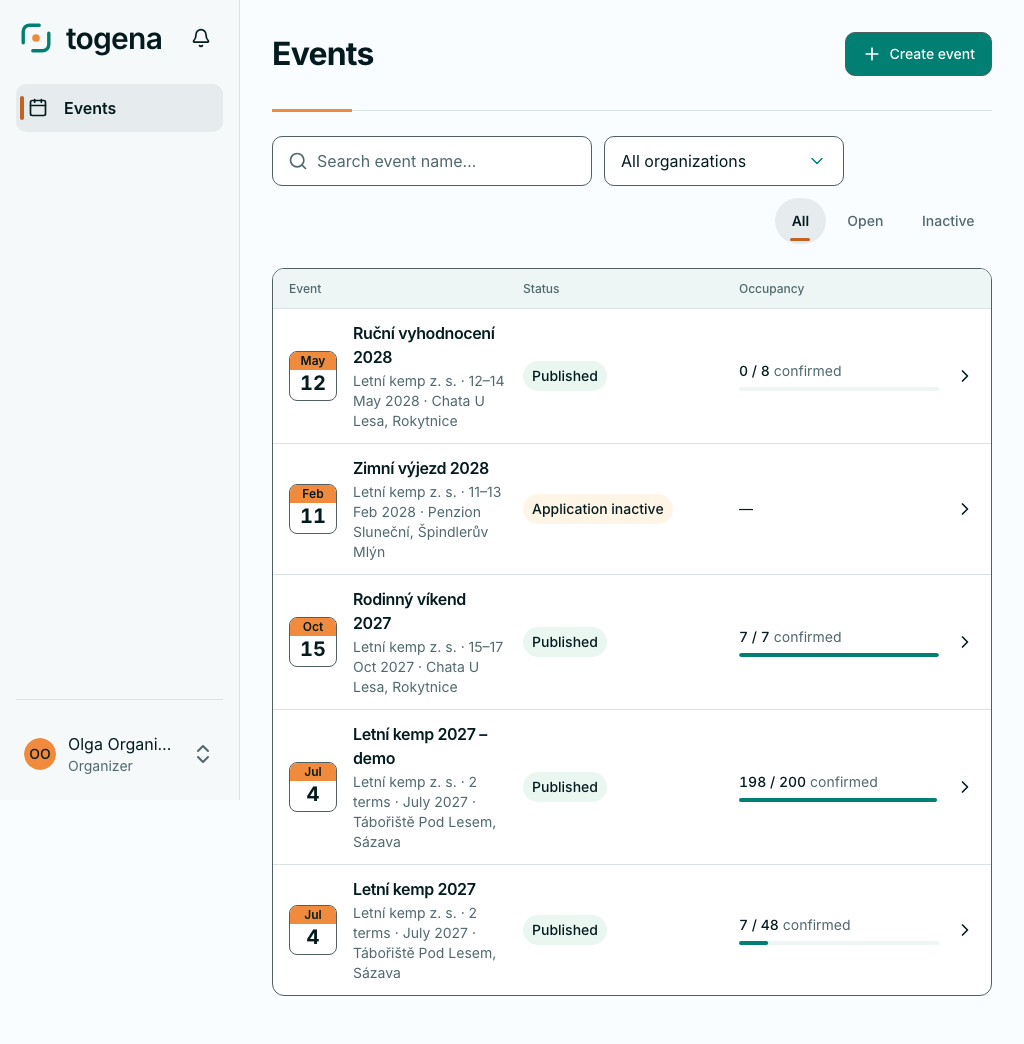 togena
Events
Create event
Events
Search event name...
All organizations
All
Open
Inactive
Event
Status
Occupancy
May
12
Ruční vyhodnocení
2028
Letní kemp z. s. · 12–14
May 2028 · Chata U
Lesa, Rokytnice
Published
0 / 8 confirmed
Feb
11
Zimní výjezd 2028
Letní kemp z. s. · 11–13
Feb 2028 · Penzion
Sluneční, Špindlerův
Mlýn
Application inactive
—
Oct
15
Rodinný víkend
2027
Letní kemp z. s. · 15–17
Oct 2027 · Chata U
Lesa, Rokytnice
Published
7 / 7 confirmed
Jul
4
Letní kemp 2027 –
demo
Letní kemp z. s. · 2
terms · July 2027 ·
Tábořiště Pod Lesem,
Sázava
Published
198 / 200 confirmed
Jul
4
Letní kemp 2027
Letní kemp z. s. · 2
terms · July 2027 ·
Tábořiště Pod Lesem,
Sázava
Published
7 / 48 confirmed
OO
Olga Organi...
Organizer